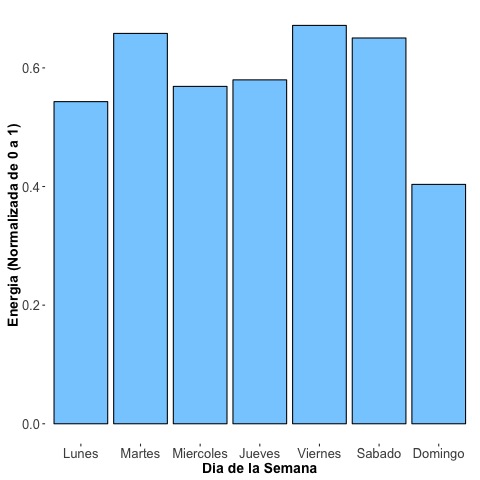 Energia (Normalizada de 0 a 1)
0.6
0.4
0.2
0.0
Lunes Martes Miercoles Jueves Viernes Sabado Domingo
Dia de la Semana